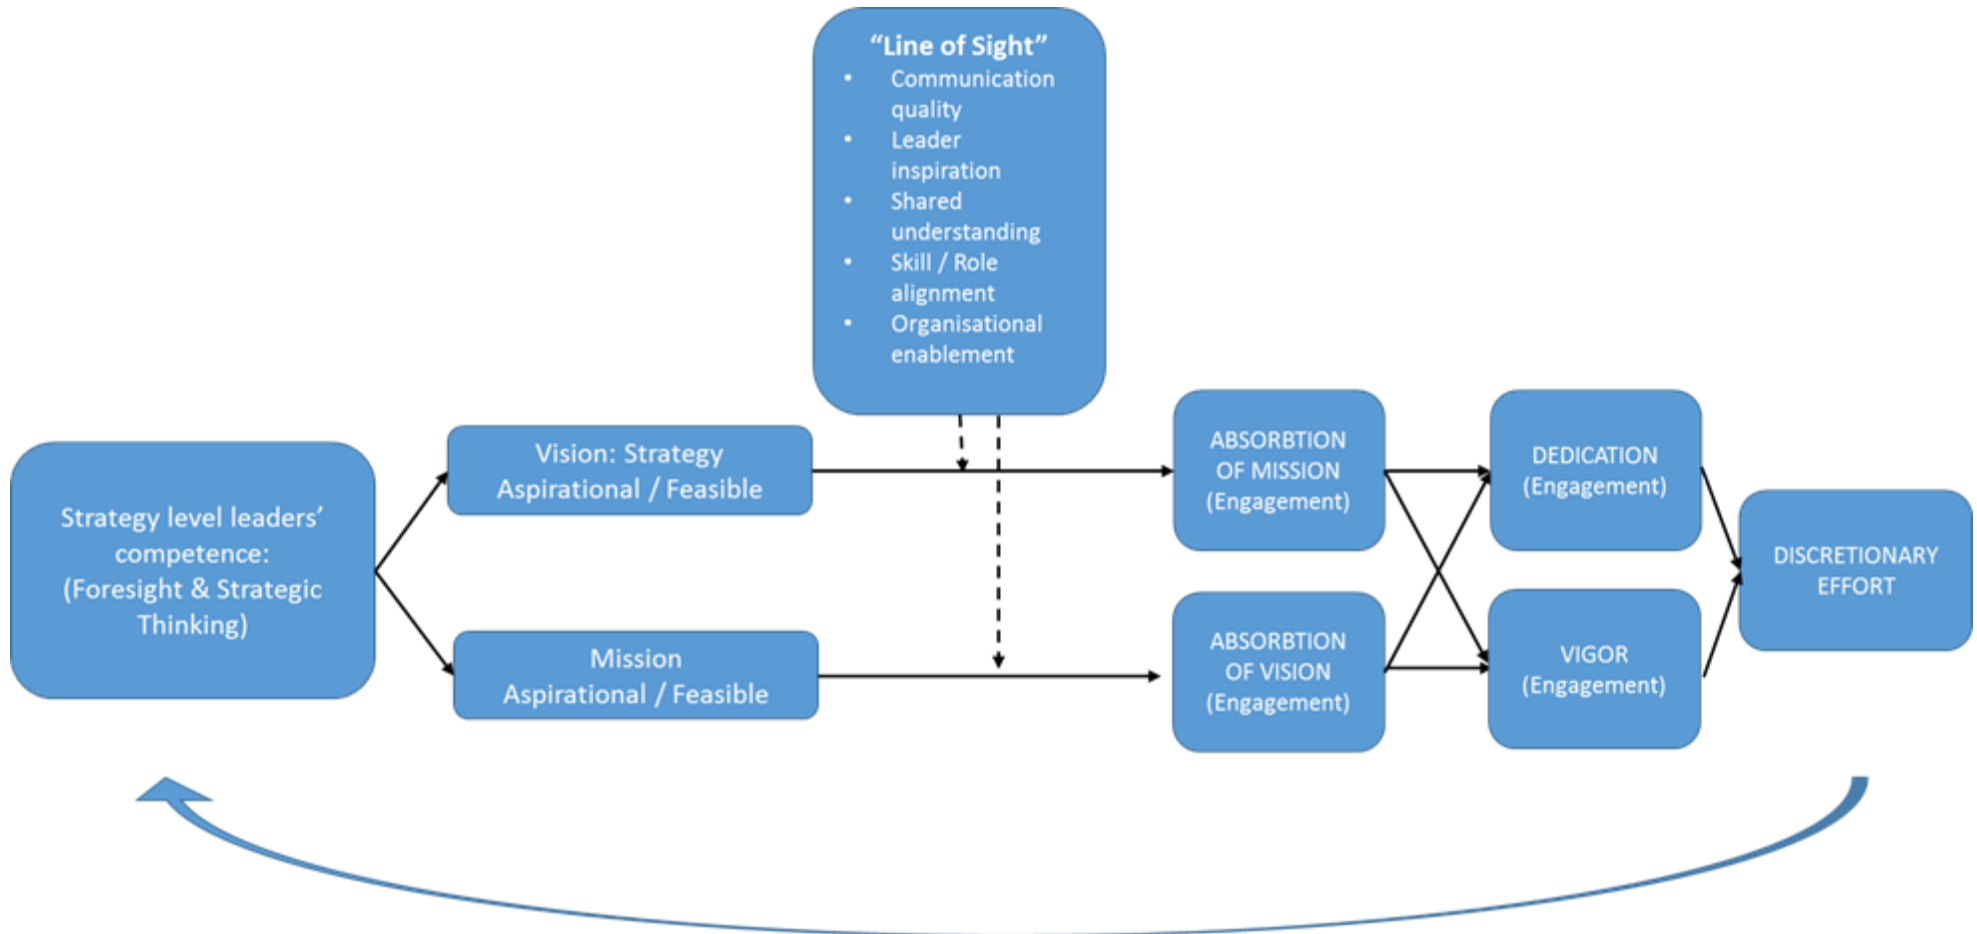 “Line of Sight”
• Communication
quality
• Leader
inspiration
• Shared
understanding
• Skill / Role
alignment
• Organisational
enablement
Strategy level leaders’
competence:
(Foresight & Strategic
Thinking)
Vision: Strategy
Aspirational / Feasible
Mission
Aspirational / Feasible
ABSORBTION
OF MISSION
(Engagement)
ABSORBTION
OF VISION
(Engagement)
DEDICATION
(Engagement)
VIGOR
(Engagement)
DISCRETIONARY
EFFORT